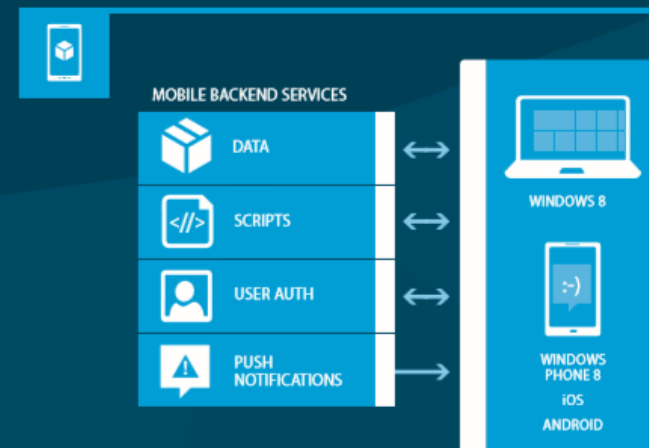 MOBILE BACKEND SERVICES
DATA
</>
SCRIPTS
USER AUTH
PUSH
NOTIFICATIONS
WINDOWS 8
:-)
WINDOWS
PHONE 8
iOS
ANDROID